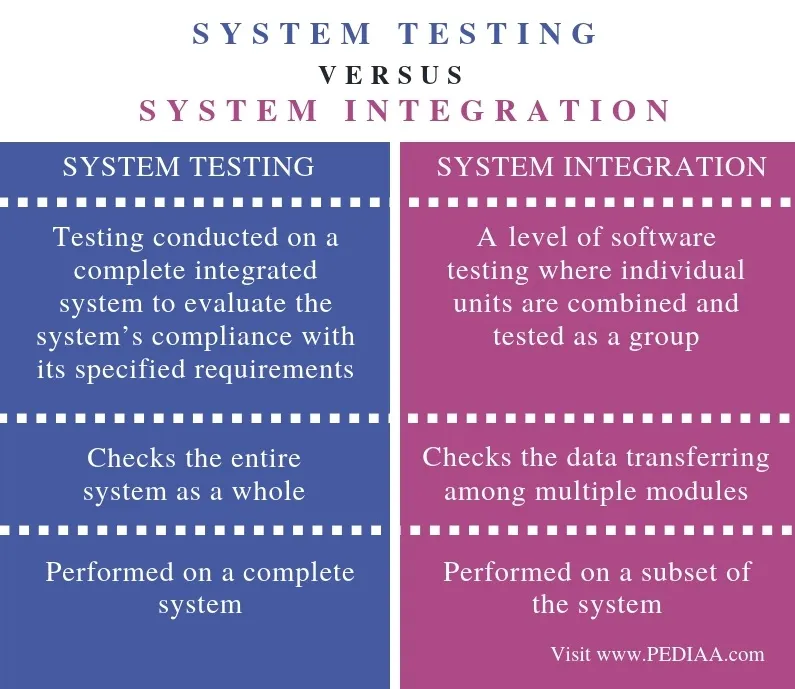 SYSTEM TESTING
VERSUS
SYSTEM INTEGRATION
SYSTEM TESTING
Testing conducted on a
complete integrated
system to evaluate the
system’s compliance with
its specified requirements
Checks the entire
system as a whole
Performed on a complete
system
SYSTEM INTEGRATION
A level of software
testing where individual
units are combined and
tested as a group
Checks the data transferring
among multiple modules
Performed on a subset of
the system
Visit www.PEDIAA.com